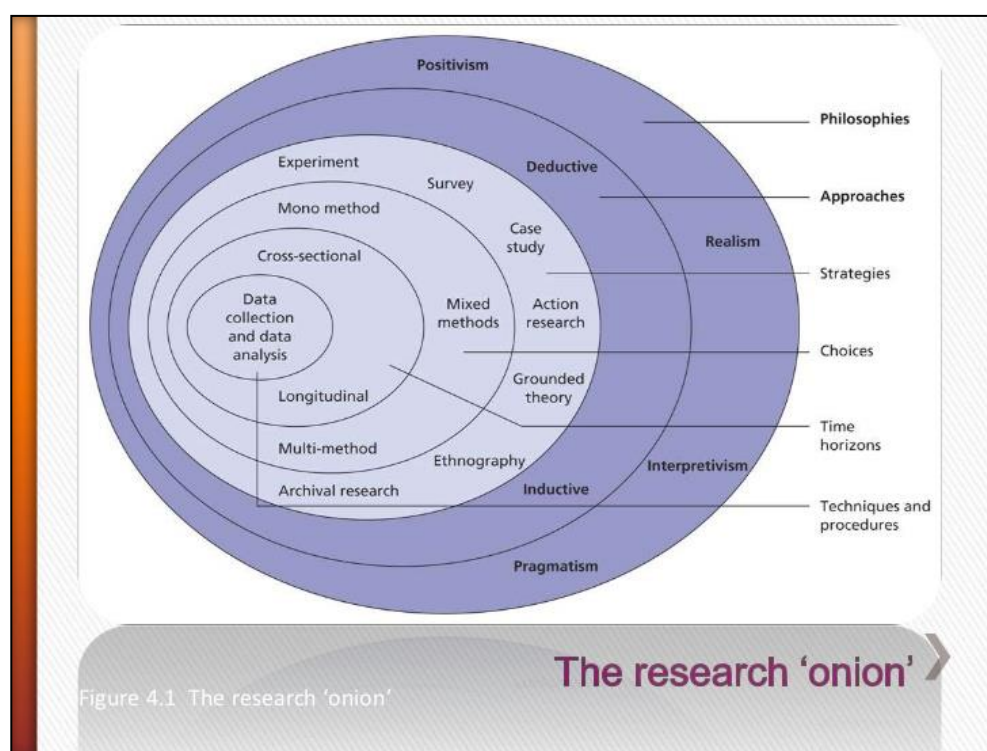 Positivism
Philosophies
Deductive
Experiment
Survey
Approaches
Mono method
Case
study
Realism
Cross-sectional
Strategies
Data
collection
and data
analysis
Mixed
methods
Action
research
Choices
Grounded
theory
Longitudinal
Time
horizons
Multi-method
Ethnography
Interpretivism
Archival research
Inductive
Techniques and
procedures
Pragmatism
The research ‘onion’
Figure 4.1 The research ‘onion’